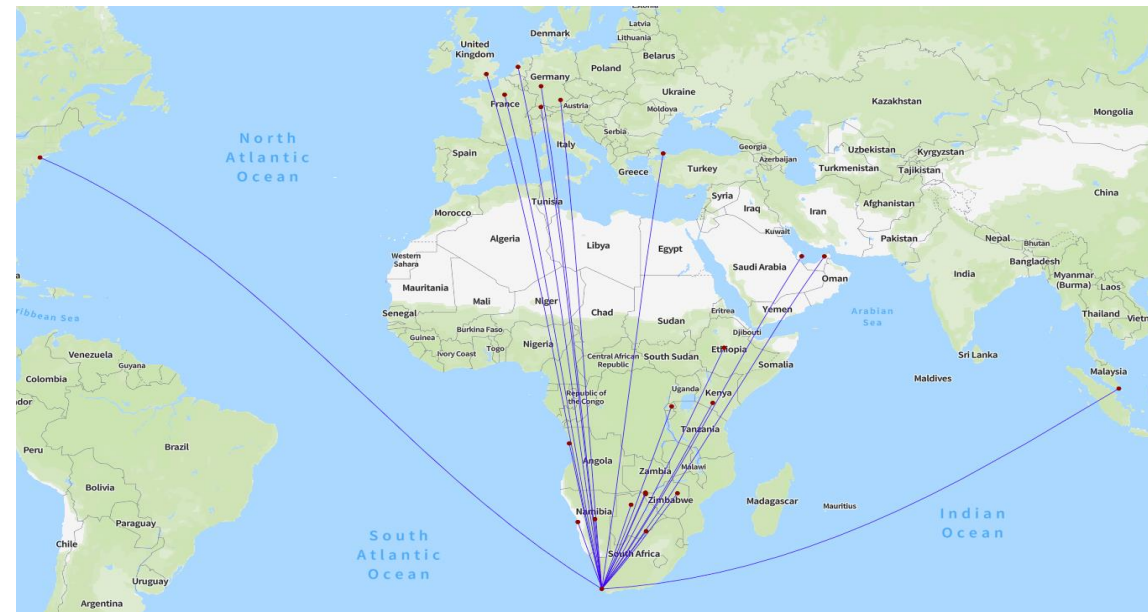 Denmark
Latvia
Lithuania
United
Kingdom
Belarus
Poland
Germany
Ukraine
France
Austria
Moldova
Kazakhstan
Mongolia
Serbia
North
Atlantic
Ocean
Italy
Spain
Georgia
Uzbekistan
Kyrgyzstan
Azerbaijan
Greece
Turkey
Turkmenistan
Tajikistan
China
Syria
Tunisia
Afghanistan
Morocco
Iraq
Iran
Kuwait
Pakistan
Nepal
Bhutan
Algeria
Libya
Egypt
Western
Sahara
Bangladesh
Saudi Arabia
India
Myanmar
(Burma)
Laos
Oman
Mauritania
Mali
Niger
Chad
Yemen
Eritrea
Senegal
Sudan
Arabian
Sea
Thailand
Vietn
ribbean Sea
Burkina Faso
Djibouti
Guinea
Nigeria
Ivory Coast
Togo
Ethiopia
Central African
Republic
South Sudan
Somalia
Sri Lanka
Venezuela
Guyana
Malaysia
Maldives
Colombia
Uganda
Kenya
Republic of
the Congo
dor
Tanzania
Peru
Brazil
Angola
Malawi
Zambia
Bolivia
Zimbabwe
Madagascar
Mauritius
Namibia
Indian
Ocean
Paraguay
South
Atlantic
Ocean
Chile
South Africa
Uruguay
Argentina